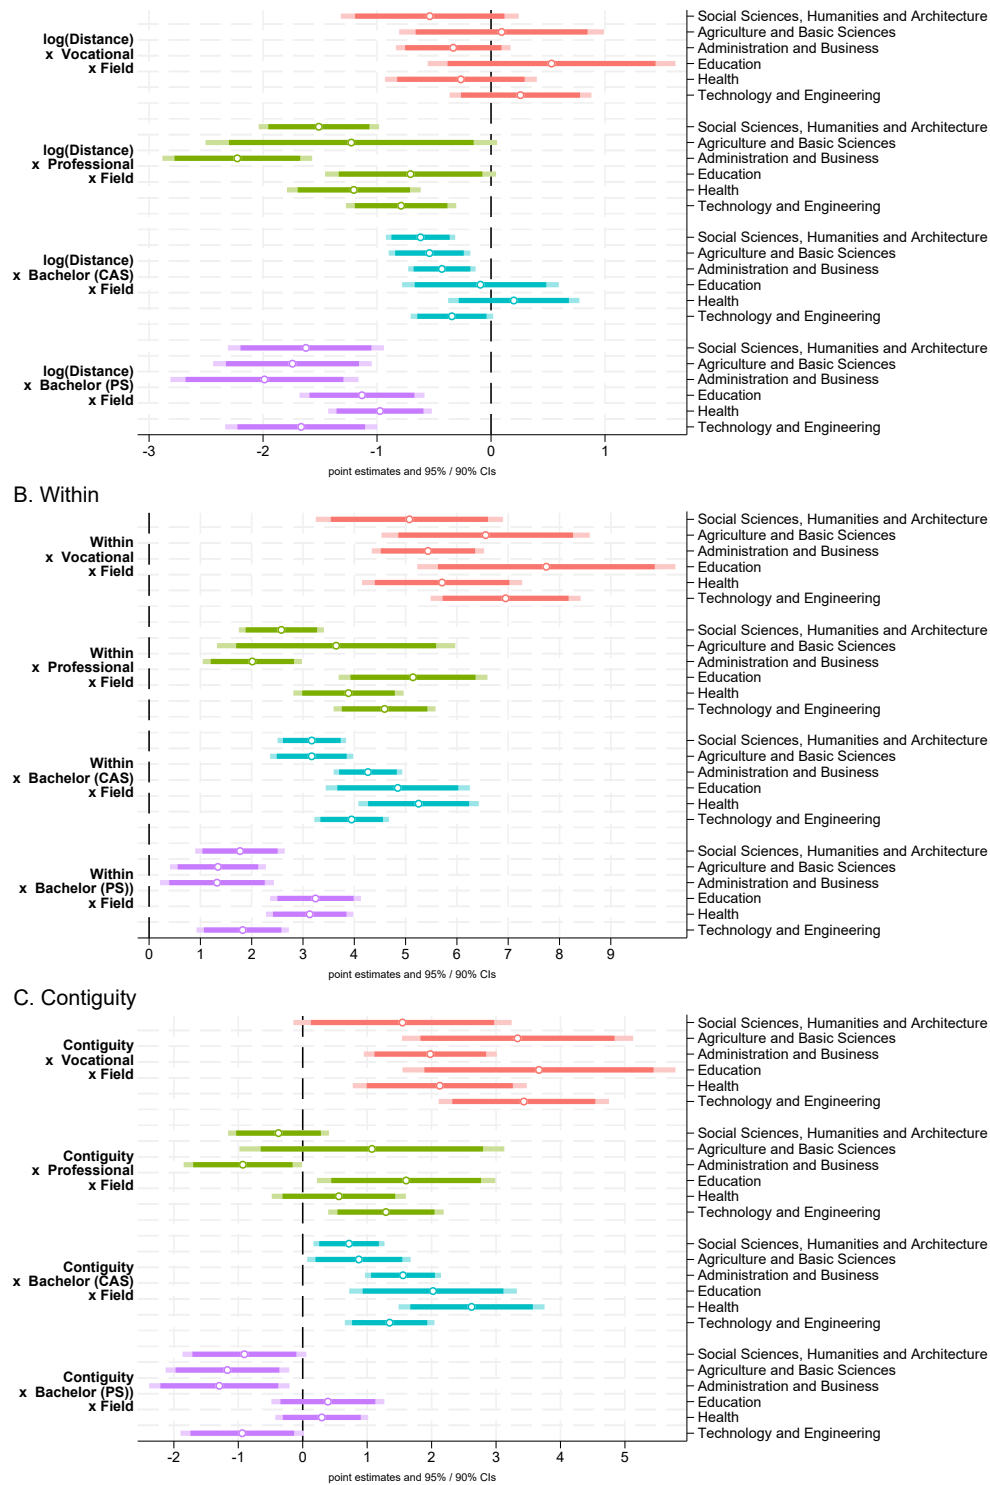 log(Distance)
x Vocational
x Field
Social Sciences, Humanities and Architecture
Agriculture and Basic Sciences
Administration and Business
Education
Health
Technology and Engineering
log(Distance)
x Professional
x Field
Social Sciences, Humanities and Architecture
Agriculture and Basic Sciences
Administration and Business
Education
Health
Technology and Engineering
log(Distance)
x Bachelor (CAS)
x Field
Social Sciences, Humanities and Architecture
Agriculture and Basic Sciences
Administration and Business
Education
Health
Technology and Engineering
log(Distance)
x Bachelor (PS)
x Field
Social Sciences, Humanities and Architecture
Agriculture and Basic Sciences
Administration and Business
Education
Health
Technology and Engineering
-3 -2 -1 0 1
point estimates and 95% / 90% CIs
B. Within
Within
x Vocational
x Field
Social Sciences, Humanities and Architecture
Agriculture and Basic Sciences
Administration and Business
Education
Health
Technology and Engineering
Within
x Professional
x Field
Social Sciences, Humanities and Architecture
Agriculture and Basic Sciences
Administration and Business
Education
Health
Technology and Engineering
Within
x Bachelor (CAS)
x Field
Social Sciences, Humanities and Architecture
Agriculture and Basic Sciences
Administration and Business
Education
Health
Technology and Engineering
Within
x Bachelor (PS))
x Field
Social Sciences, Humanities and Architecture
Agriculture and Basic Sciences
Administration and Business
Education
Health
Technology and Engineering
0 1 2 3 4 5 6 7 8 9
point estimates and 95% / 90% CIs
C. Contiguity
Contiguity
x Vocational
x Field
Social Sciences, Humanities and Architecture
Agriculture and Basic Sciences
Administration and Business
Education
Health
Technology and Engineering
Contiguity
x Professional
x Field
Social Sciences, Humanities and Architecture
Agriculture and Basic Sciences
Administration and Business
Education
Health
Technology and Engineering
Contiguity
x Bachelor (CAS)
x Field
Social Sciences, Humanities and Architecture
Agriculture and Basic Sciences
Administration and Business
Education
Health
Technology and Engineering
Contiguity
x Bachelor (PS))
x Field
Social Sciences, Humanities and Architecture
Agriculture and Basic Sciences
Administration and Business
Education
Health
Technology and Engineering
-2 -1 0 1 2 3 4 5
point estimates and 95% / 90% CIs